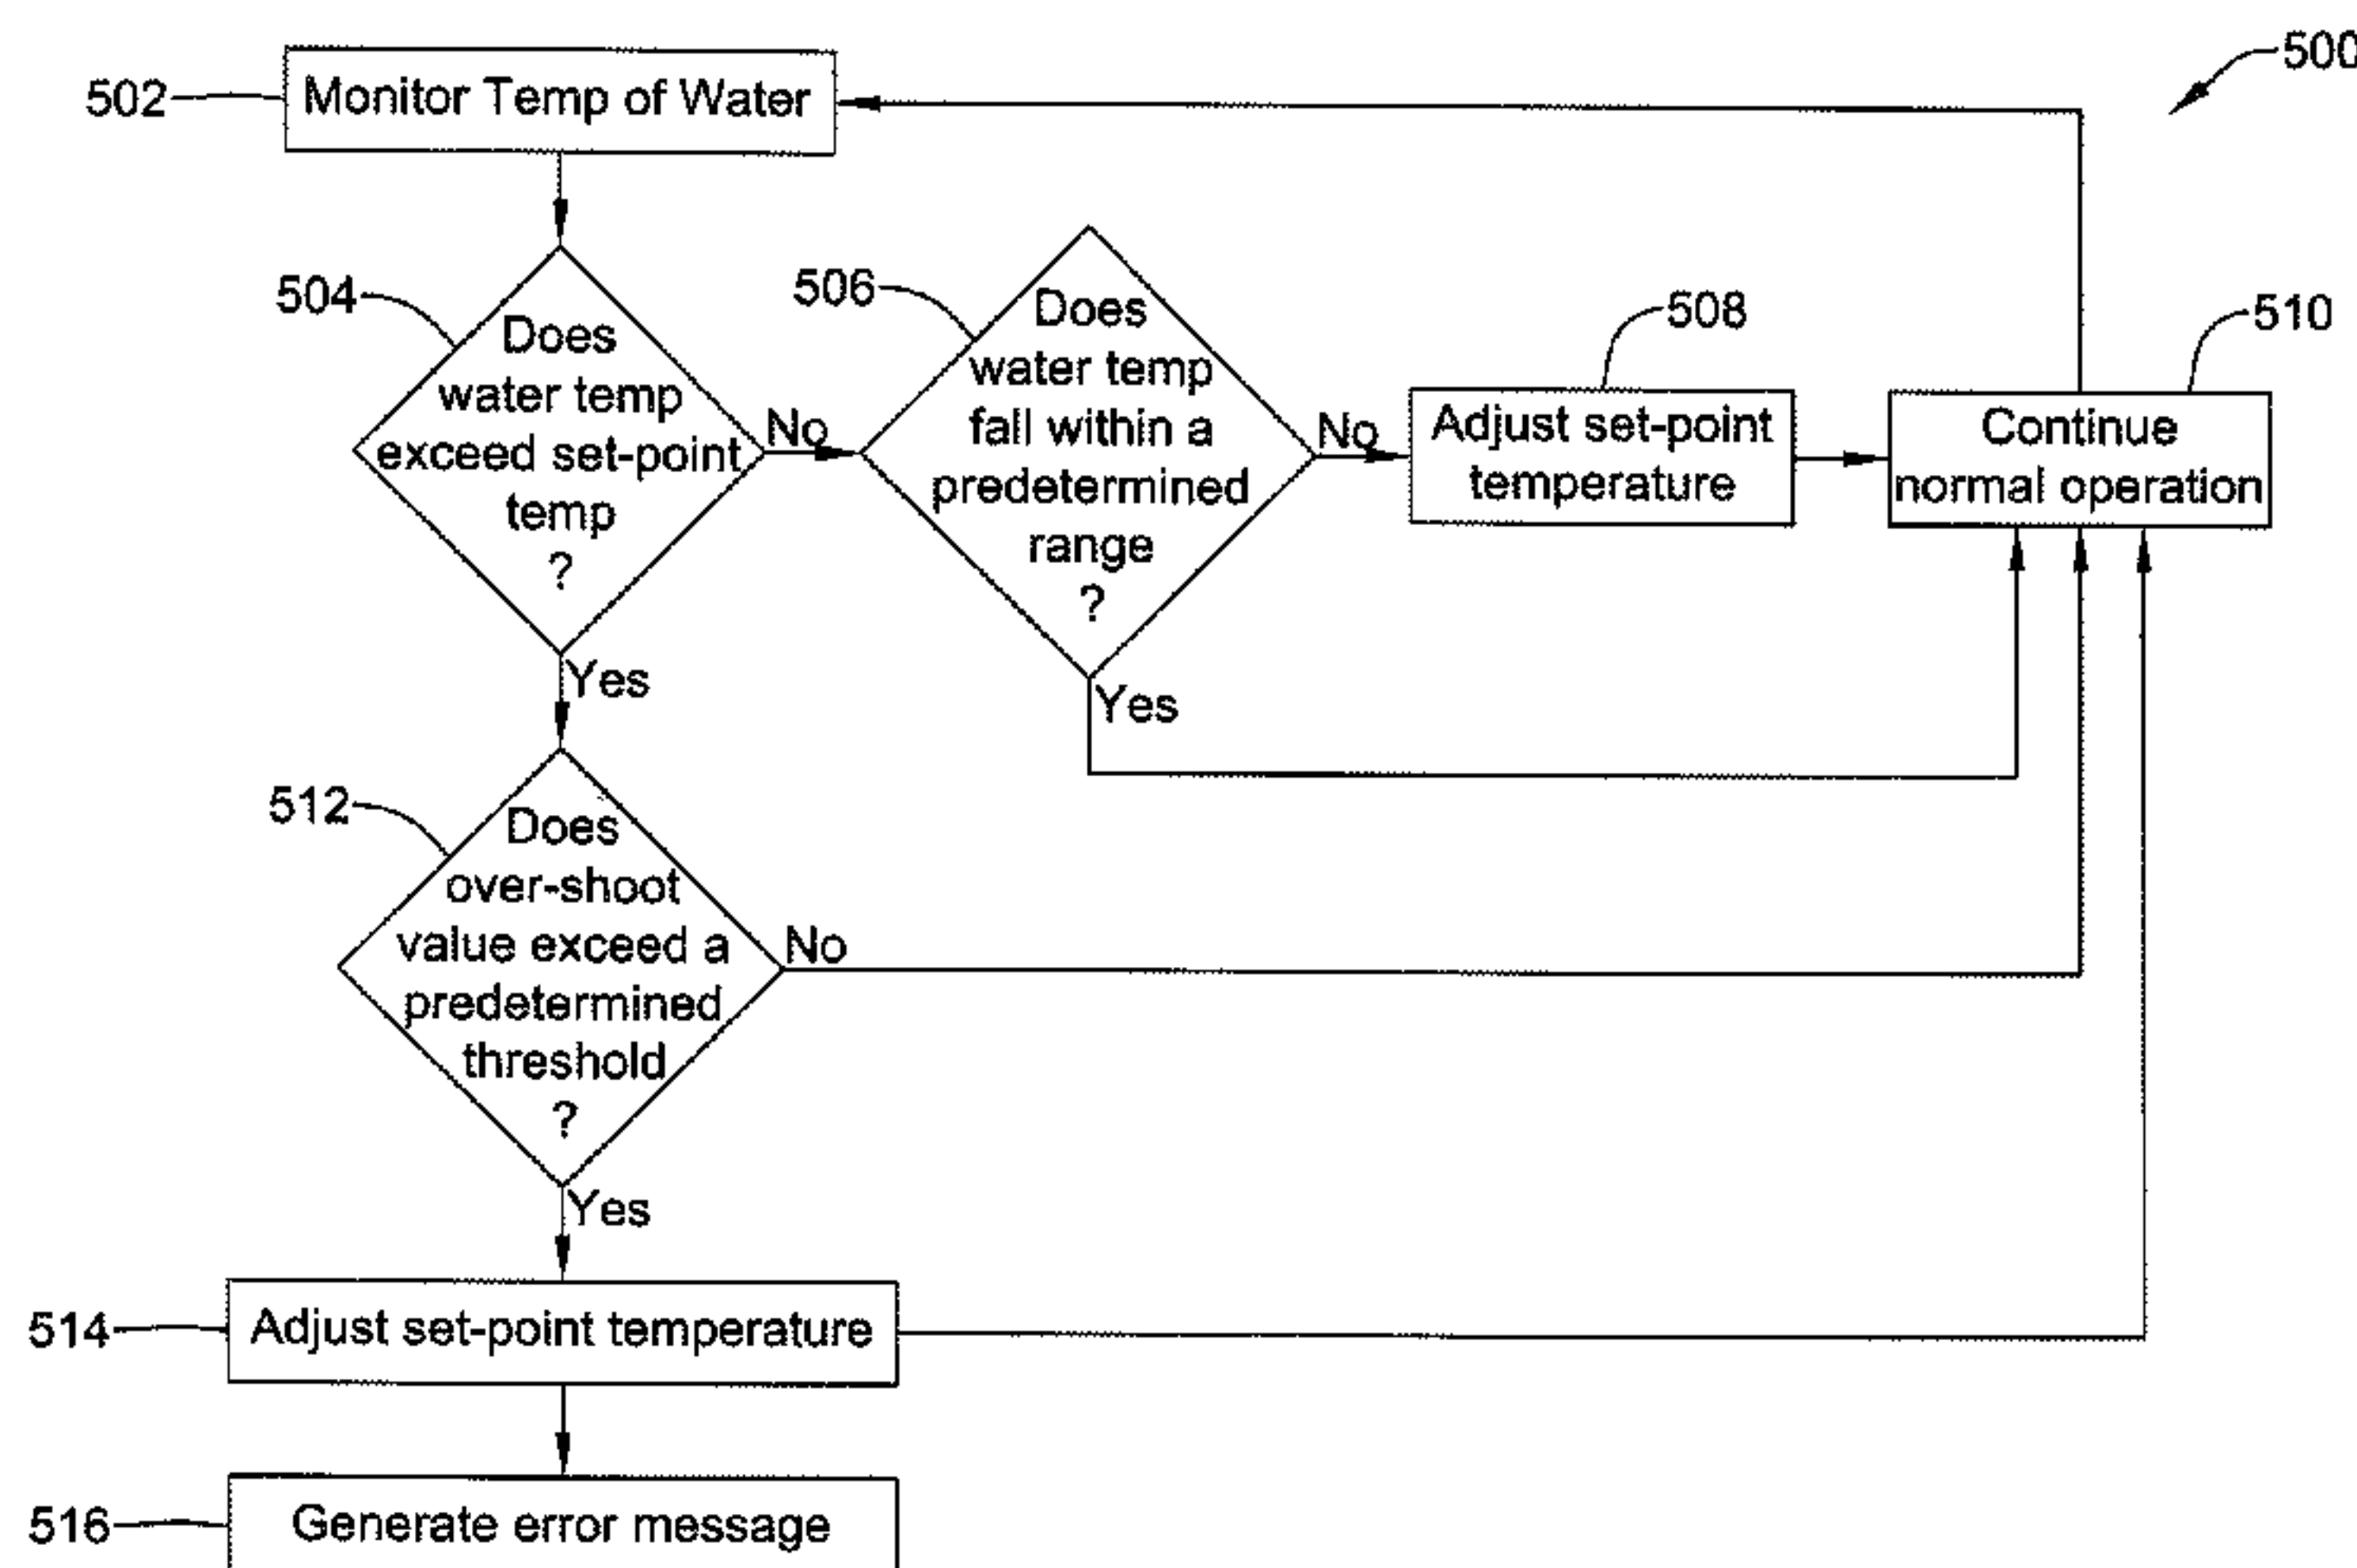 500
502
Monitor Temp of Water
504
Does
water temp
exceed set-point
temp
?
No
Yes
506
Does
water temp
fall within a
predetermined
range
?
No
Yes
508
Adjust set-point
temperature
510
Continue
normal operation
512
Does
over-shoot
value exceed a
predetermined
threshold
?
No
Yes
514
Adjust set-point temperature
516
Generate error message